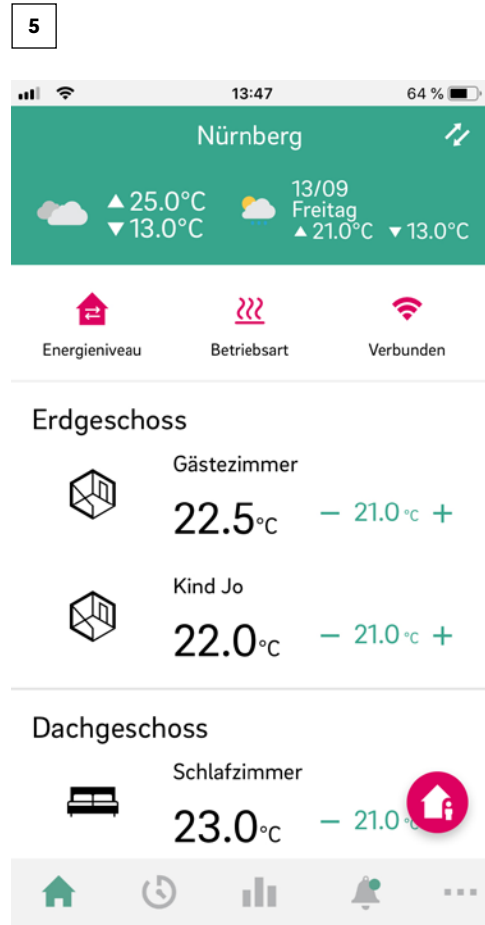 5
13:47
64 %
Nürnberg
▲ 25.0°C
▼ 13.0°C
13/09
Freitag
▲ 21.0°C ▼ 13.0°C
Energieniveau Betriebsart Verbunden
Erdgeschoss
Gästezimmer
22.5°C − 21.0 °C +
Kind Jo
22.0°C − 21.0 °C +
Dachgeschoss
Schlafzimmer
23.0°C − 21.0